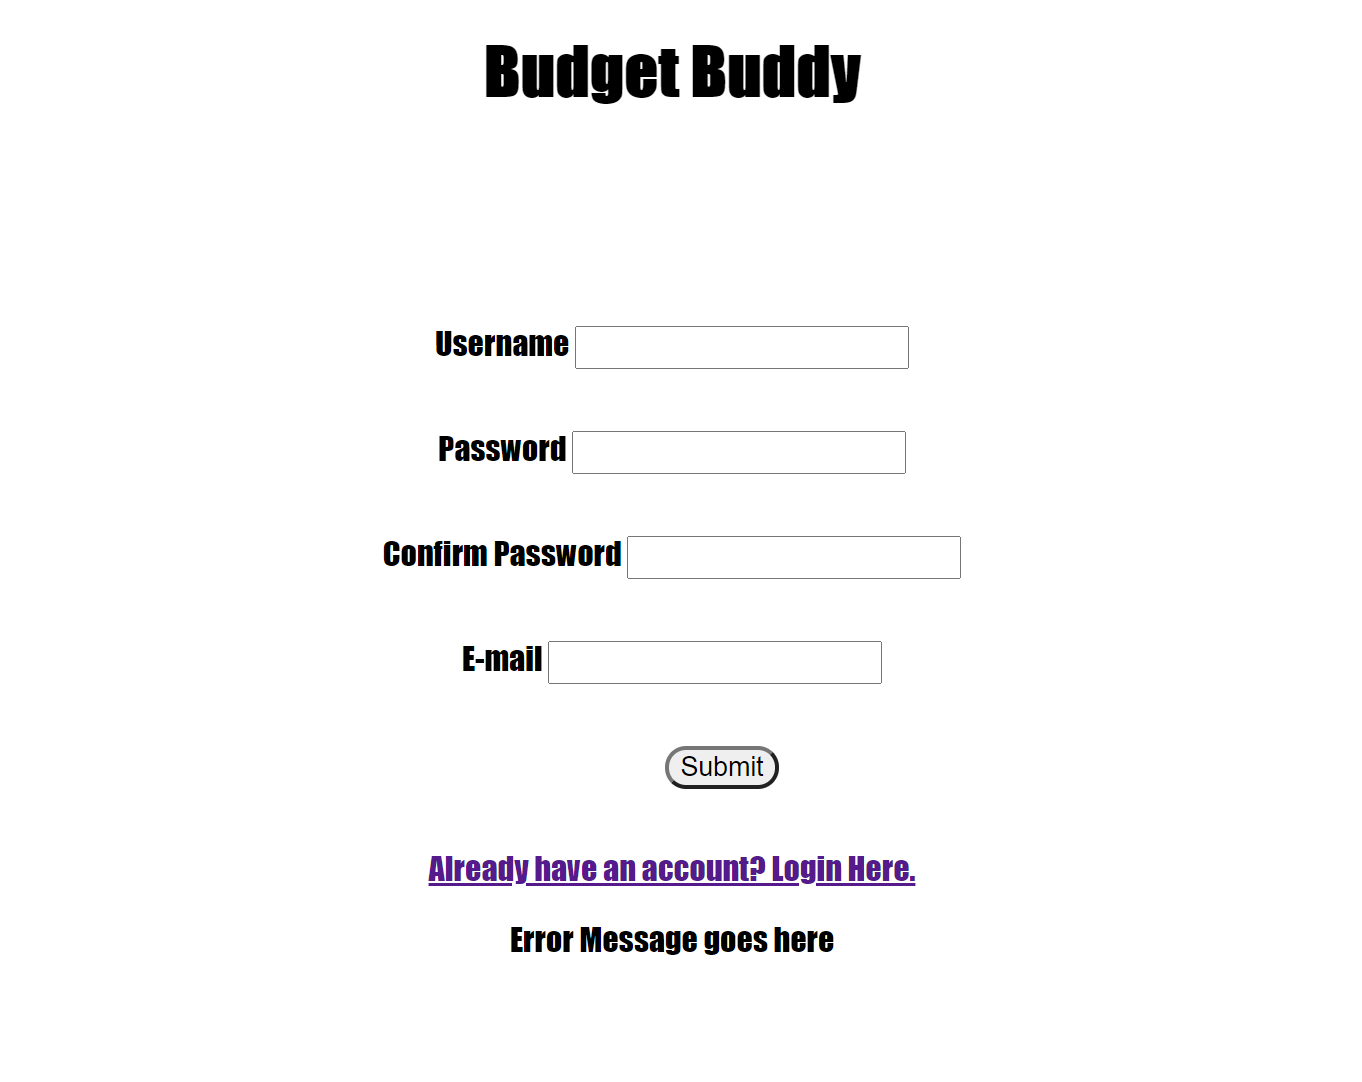 Budget Buddy
Username
Password
Confirm Password
E-mail
Submit
Already have an account? Login Here.
Error Message goes here